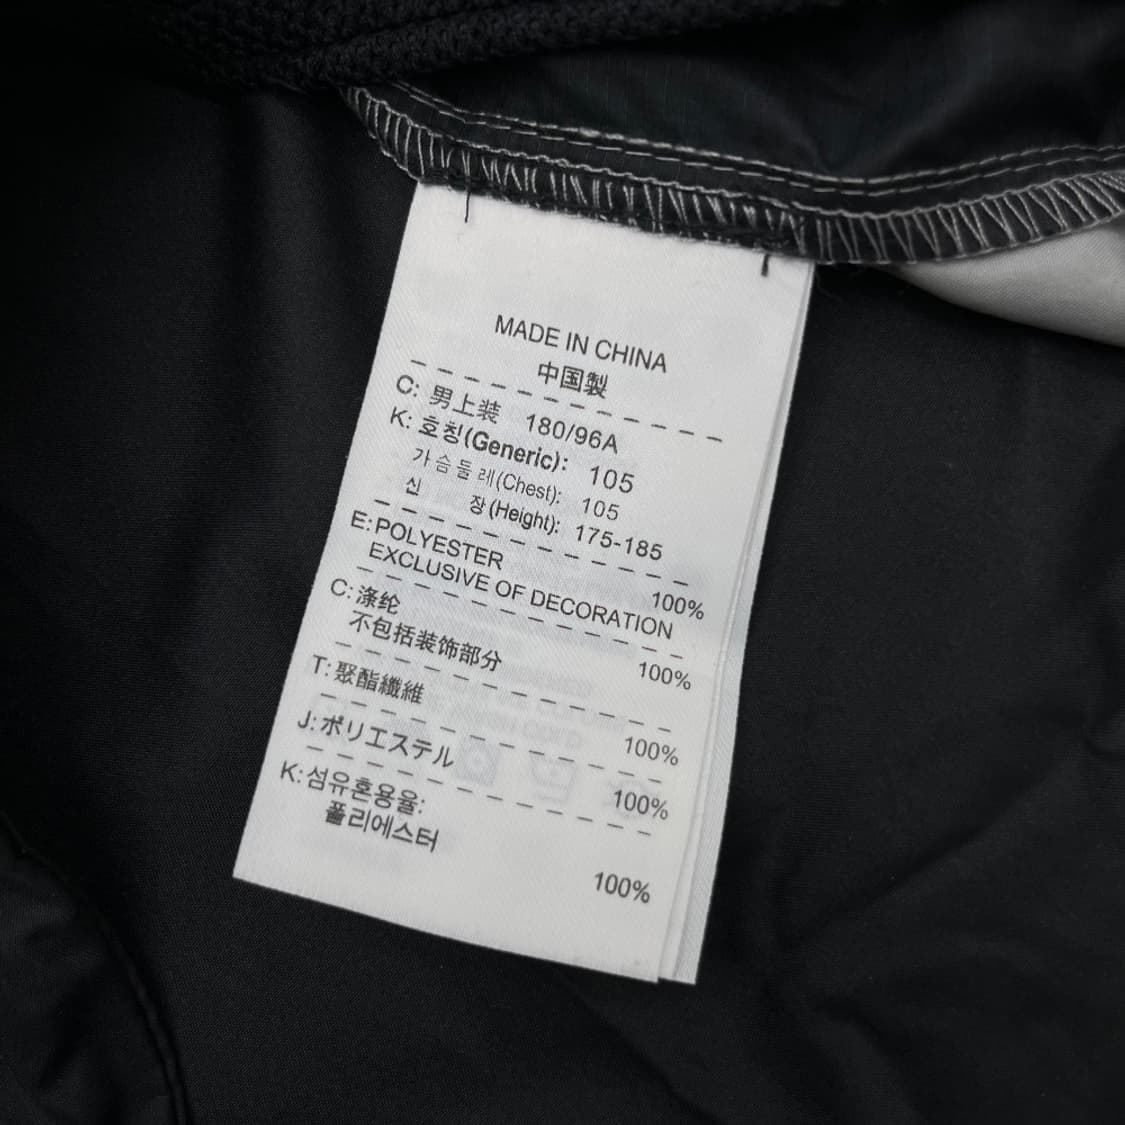 MADE IN CHINA
中国製
C: 男上装 180/96A
K: 호칭(Generic): 105
가슴둘레(Chest): 105
신 장(Height): 175-185
E: POLYESTER 100%
EXCLUSIVE OF DECORATION
C: 涤纶 100%
不包括装饰部分
T: 聚酯纖維 100%
J: ポリエステル 100%
K: 섬유혼용율:
폴리에스터 100%